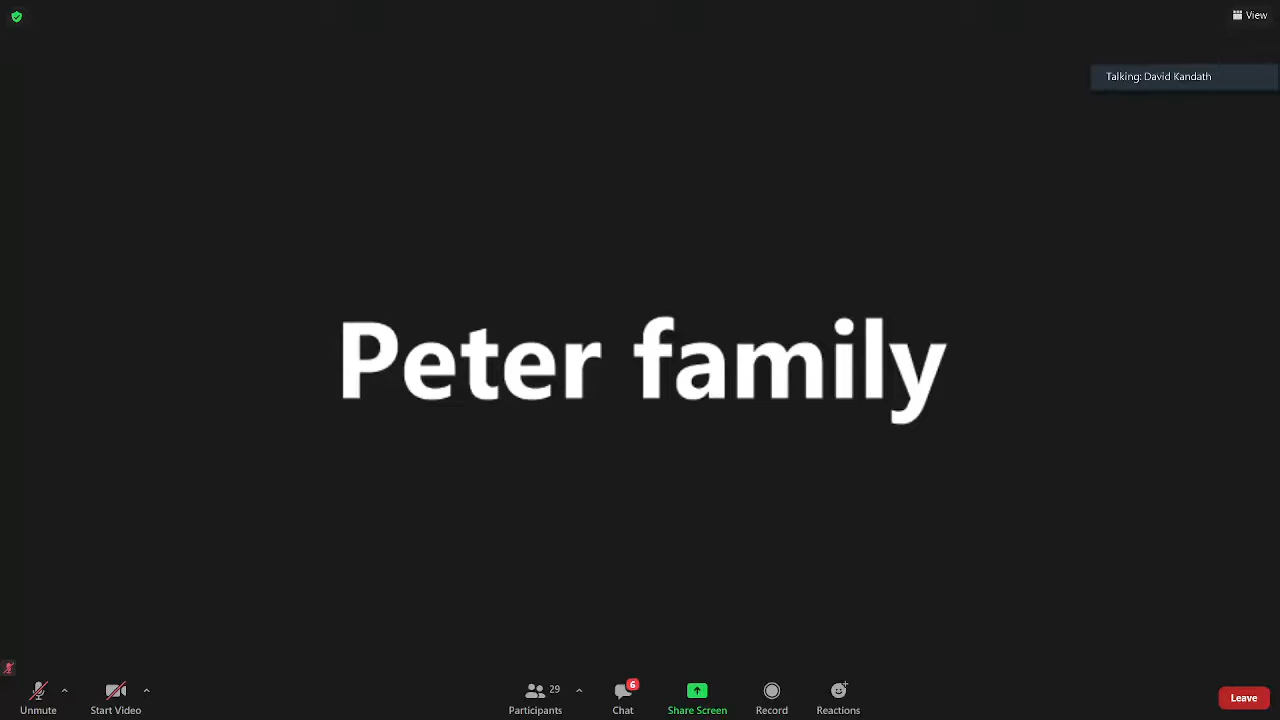 View
Talking: David Kandath
Peter family
Unmute
Start Video
29
Participants
6
Chat
Share Screen
Record
Reactions
Leave